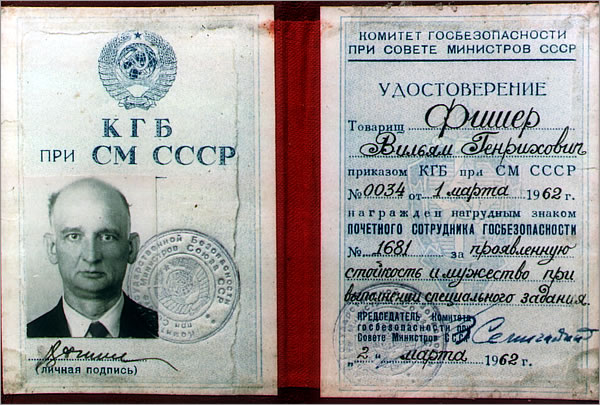 КГБ
ПРИ СМ СССР
(личная подпись)
КОМИТЕТ ГОСБЕЗОПАСНОСТИ
ПРИ СОВЕТЕ МИНИСТРОВ СССР
УДОСТОВЕРЕНИЕ
Товарищ Фишер
Вильям Генрихович
приказом КГБ при СМ СССР
№ 0034 от 1 марта 1962 г.
награжден нагрудным знаком
ПОЧЕТНОГО СОТРУДНИКА ГОСБЕЗОПАСНОСТИ
№ 1681 за проявленную
стойкость и мужество при
выполнении специального задания.
ПРЕДСЕДАТЕЛЬ Комитета
госбезопасности при
Совете Министров СССР
"2" марта 1962 г.